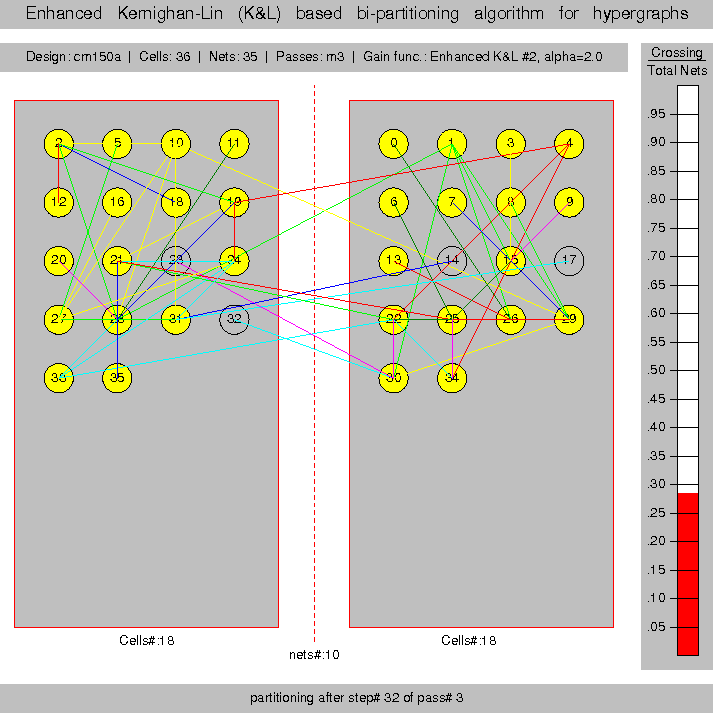 Enhanced Kernighan-Lin (K&L) based bi-partitioning algorithm for hypergraphs
Design: cm150a | Cells: 36 | Nets: 35 | Passes: m3 | Gain func.: Enhanced K&L #2, alpha=2.0
Crossing
Total Nets
.95
.90
.85
.80
.75
.70
.65
.60
.55
.50
.45
.40
.35
.30
.25
.20
.15
.10
.05
2 5 10 11 0 1 3 4
12 16 18 19 6 7 8 9
20 21 23 24 13 14 15 17
27 28 31 32 22 25 26 29
33 35 30 34
Cells#:18 Cells#:18
nets#:10
partitioning after step# 32 of pass# 3